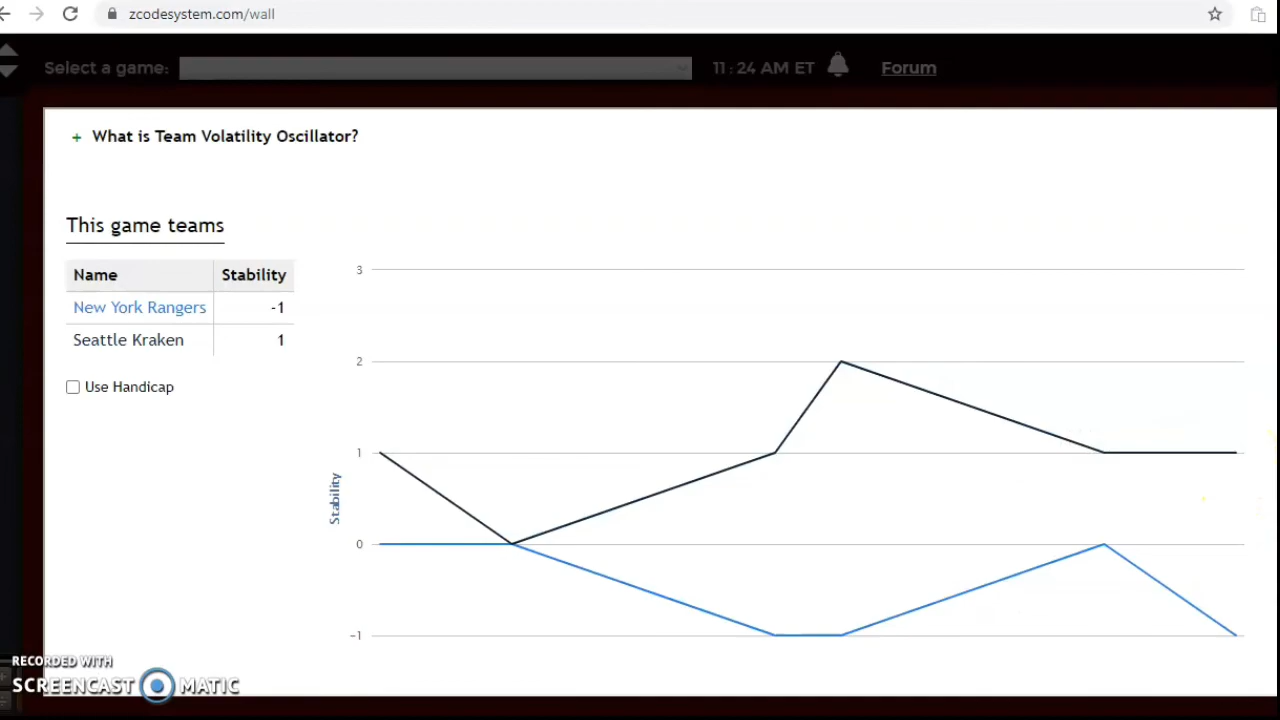 zcodesystem.com/wall
Select a game:
11:24 AM ET
Forum
+ What is Team Volatility Oscillator?
This game teams
Name Stability
New York Rangers -1
Seattle Kraken 1
Use Handicap
3
2
1
Stability
0
-1
RECORDED WITH
SCREENCAST MATIC